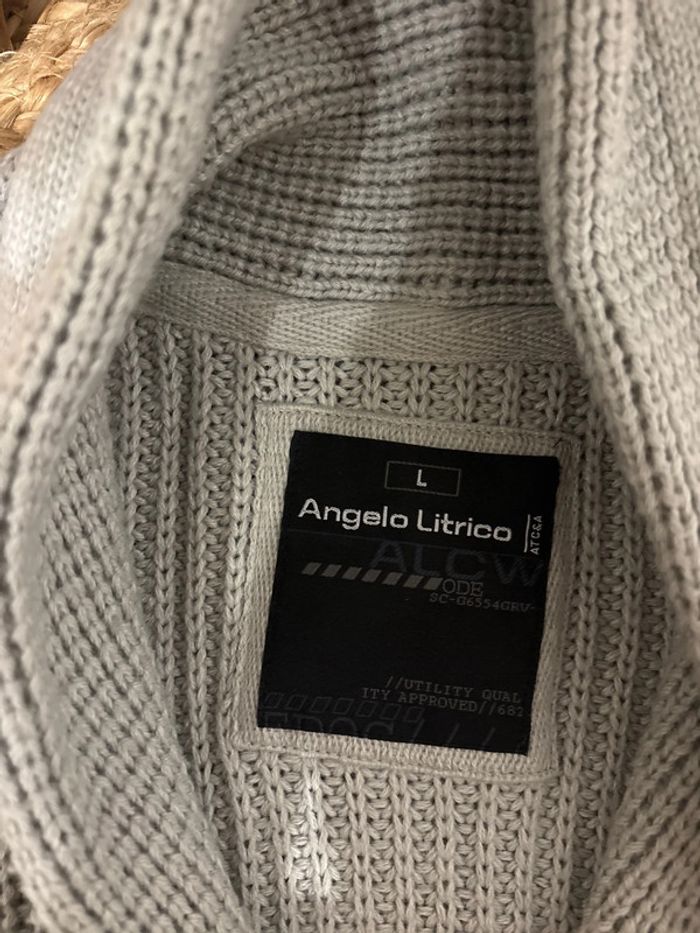 L
Angelo Litrico
AT C&A
ALCW
ODE
SC-G6554GRV-
//UTILITY QUAL
ITY APPROVED//682